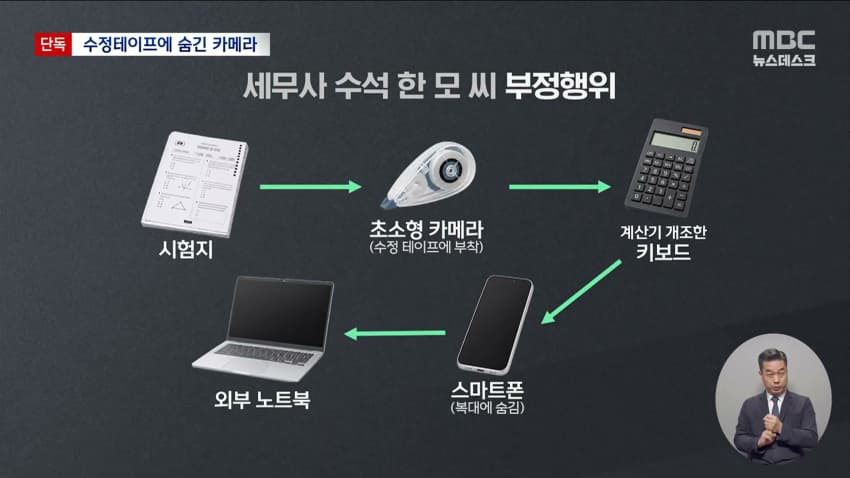 단독 수정테이프에 숨긴 카메라
MBC
뉴스데스크
세무사 수석 한 모 씨 부정행위
시험지
초소형 카메라
(수정 테이프에 부착)
계산기 개조한
키보드
외부 노트북
스마트폰
(복대에 숨김)